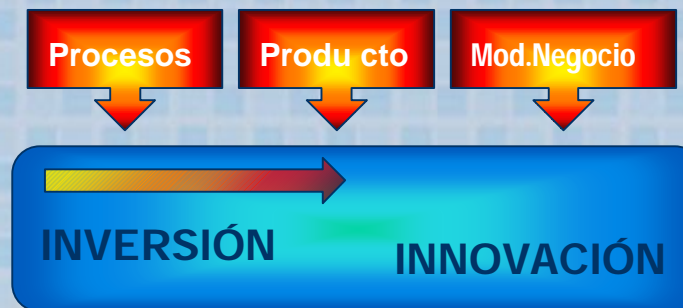 Procesos
Produ cto
Mod.Negocio
INVERSIÓN
INNOVACIÓN